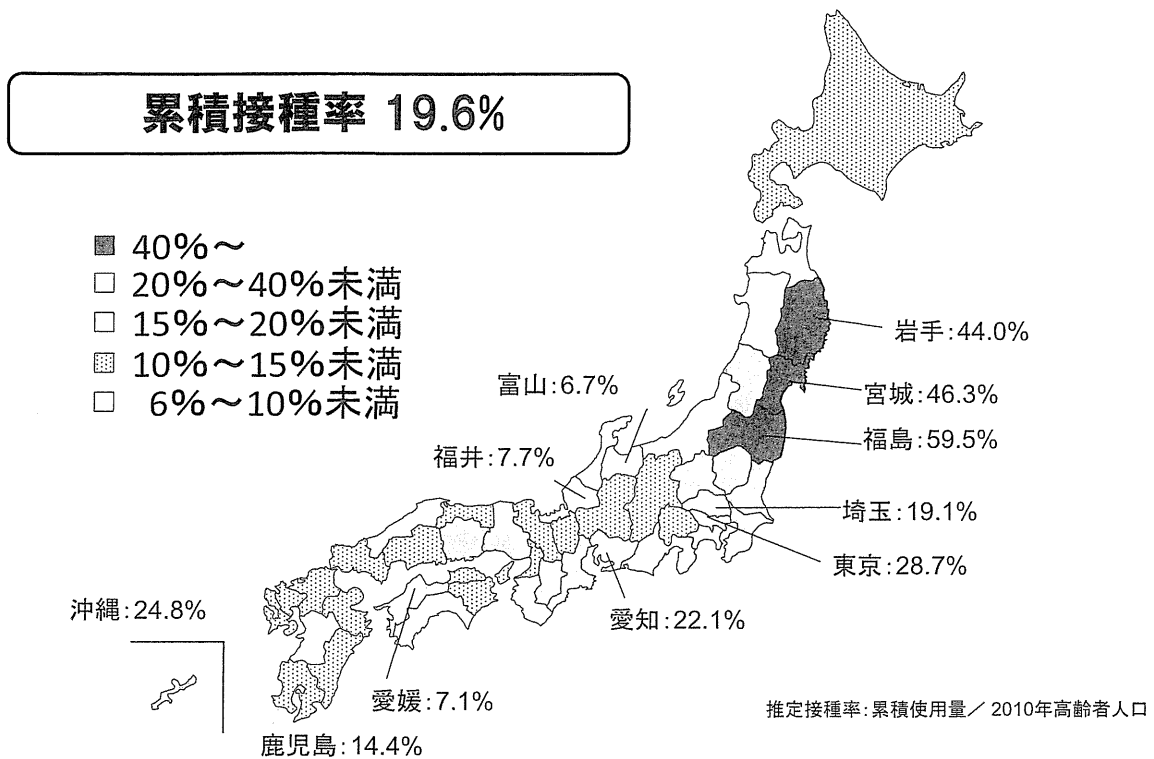 累積接種率 19.6%
40%～
20%～40%未満
15%～20%未満
10%～15%未満
6%～10%未満
岩手:44.0%
富山:6.7%
宮城:46.3%
福島:59.5%
福井:7.7%
埼玉:19.1%
東京:28.7%
沖縄:24.8%
愛知:22.1%
愛媛:7.1%
推定接種率:累積使用量／2010年高齢者人口
鹿児島:14.4%